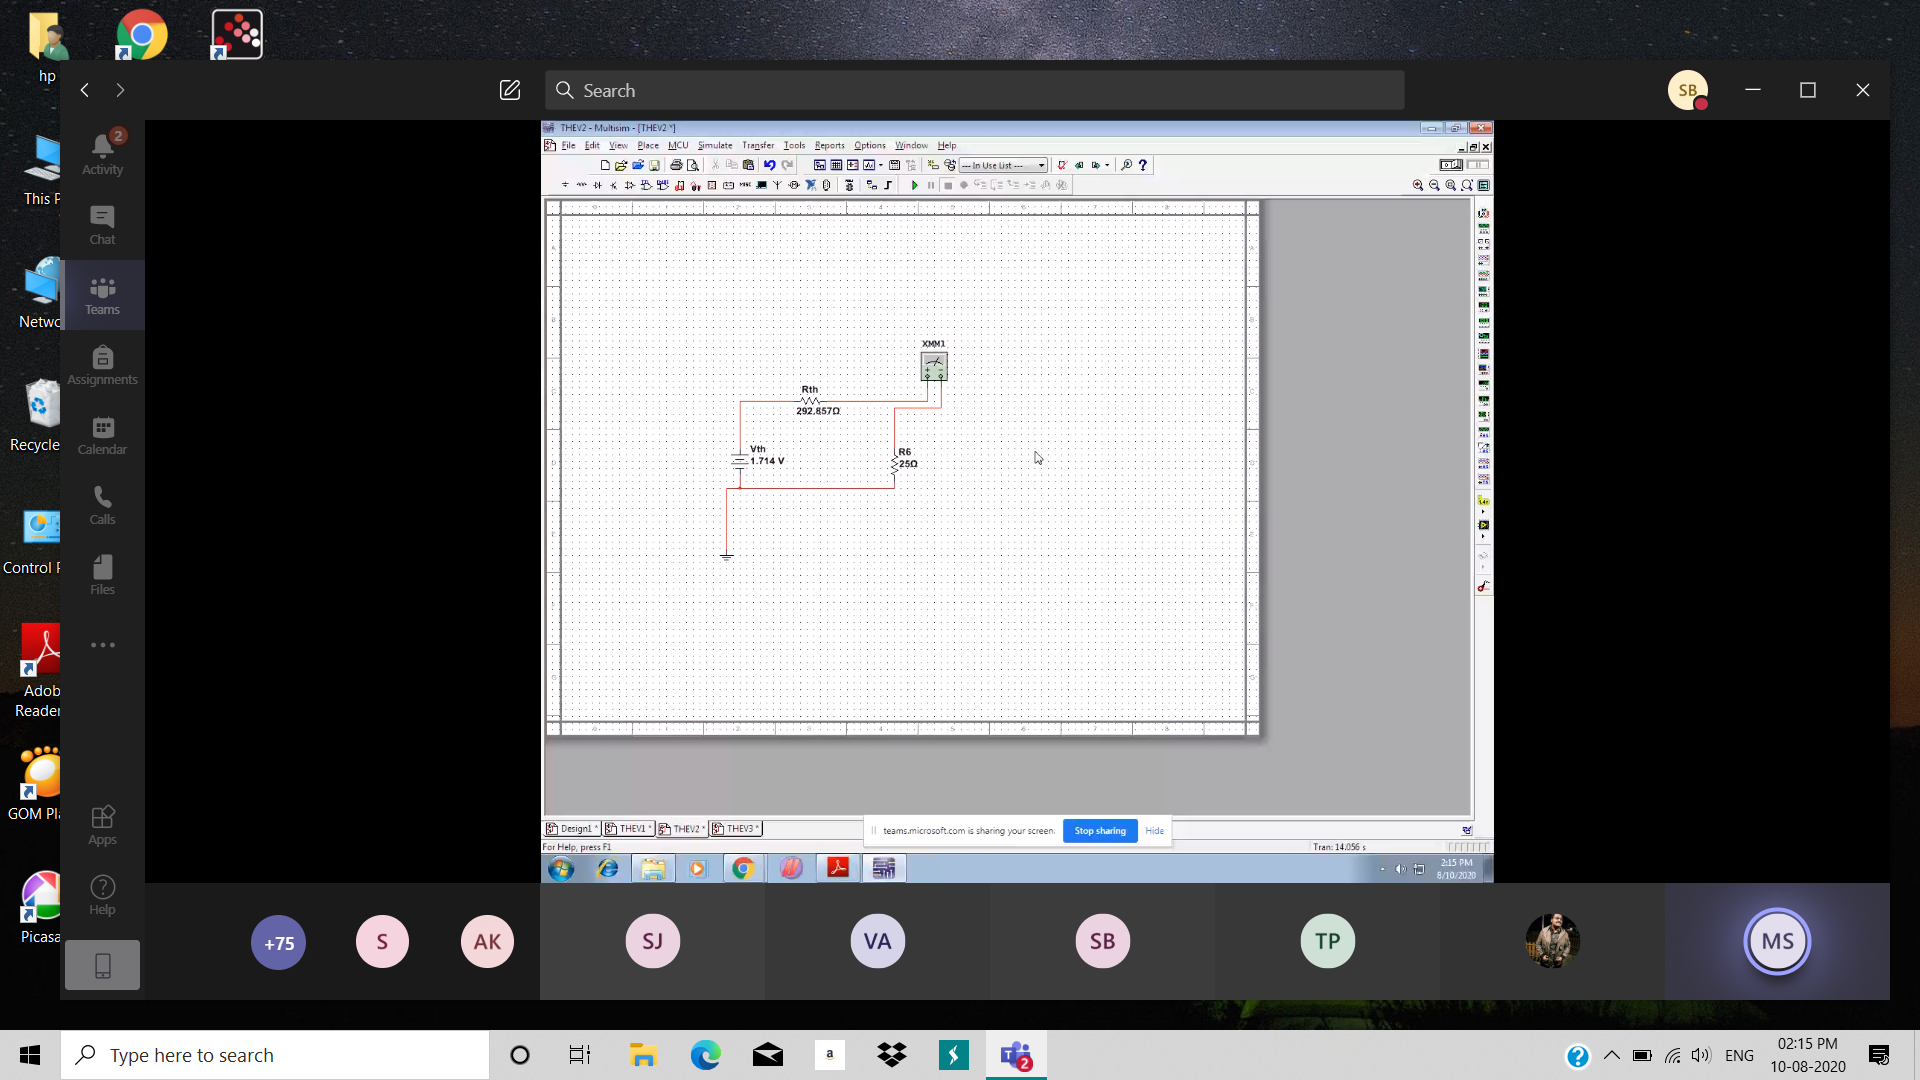 hp
Search
SB
2
Activity
This P
Chat
Teams
Netwo
Assignments
Calendar
Recycle
Calls
Control P
Files
Adob
Reader
GOM Pla
Apps
Help
Picasa
THEV2 - Multisim - [THEV2 *]
File Edit View Place MCU Simulate Transfer Tools Reports Options Window Help
--- In Use List ---
XMM1
Rth
292.857Ω
Vth
1.714 V
R6
25Ω
Design1 * THEV1 * THEV2 * THEV3 *
teams.microsoft.com is sharing your screen. Stop sharing Hide
For Help, press F1
Tran: 14.056 s
2:15 PM
8/10/2020
+75 S AK SJ VA SB TP MS
Type here to search
a
2
ENG
02:15 PM
10-08-2020